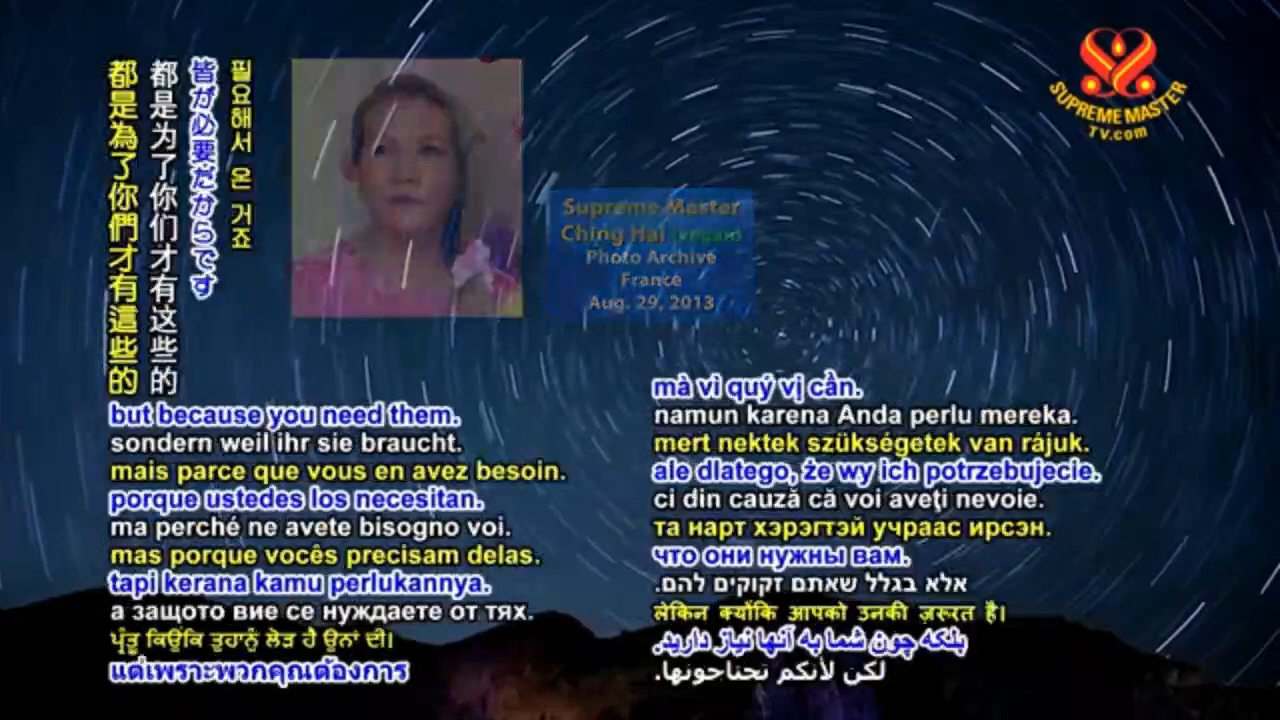 都是為了你們才有這些的
都是为了你们才有这些的
皆が必要だからです
필요해서 온 거죠
Supreme Master
Ching Hai (vegan)
Photo Archive
France
Aug. 29, 2013
SUPREME MASTER
TV.com
but because you need them.
sondern weil ihr sie braucht.
mais parce que vous en avez besoin.
porque ustedes los necesitan.
ma perché ne avete bisogno voi.
mas porque vocês precisam delas.
tapi kerana kamu perlukannya.
а защото вие се нуждаете от тях.
ਪ੍ਰੰਤੂ ਕਿਉਂਕਿ ਤੁਹਾਨੂੰ ਲੋੜ ਹੈ ਉਨਾਂ ਦੀ।
แต่เพราะพวกคุณต้องการ
mà vì quý vị cần.
namun karena Anda perlu mereka.
mert nektek szükségetek van rájuk.
ale dlatego, że wy ich potrzebujecie.
ci din cauză că voi aveţi nevoie.
та нарт хэрэгтэй учраас ирсэн.
что они нужны вам.
אלא בגלל שאתם זקוקים להם.
लेकिन क्योंकि आपको उनकी ज़रूरत है।
بلکه چون شما به آنها نیاز دارید.
لكن لأنكم تحتاجونها.